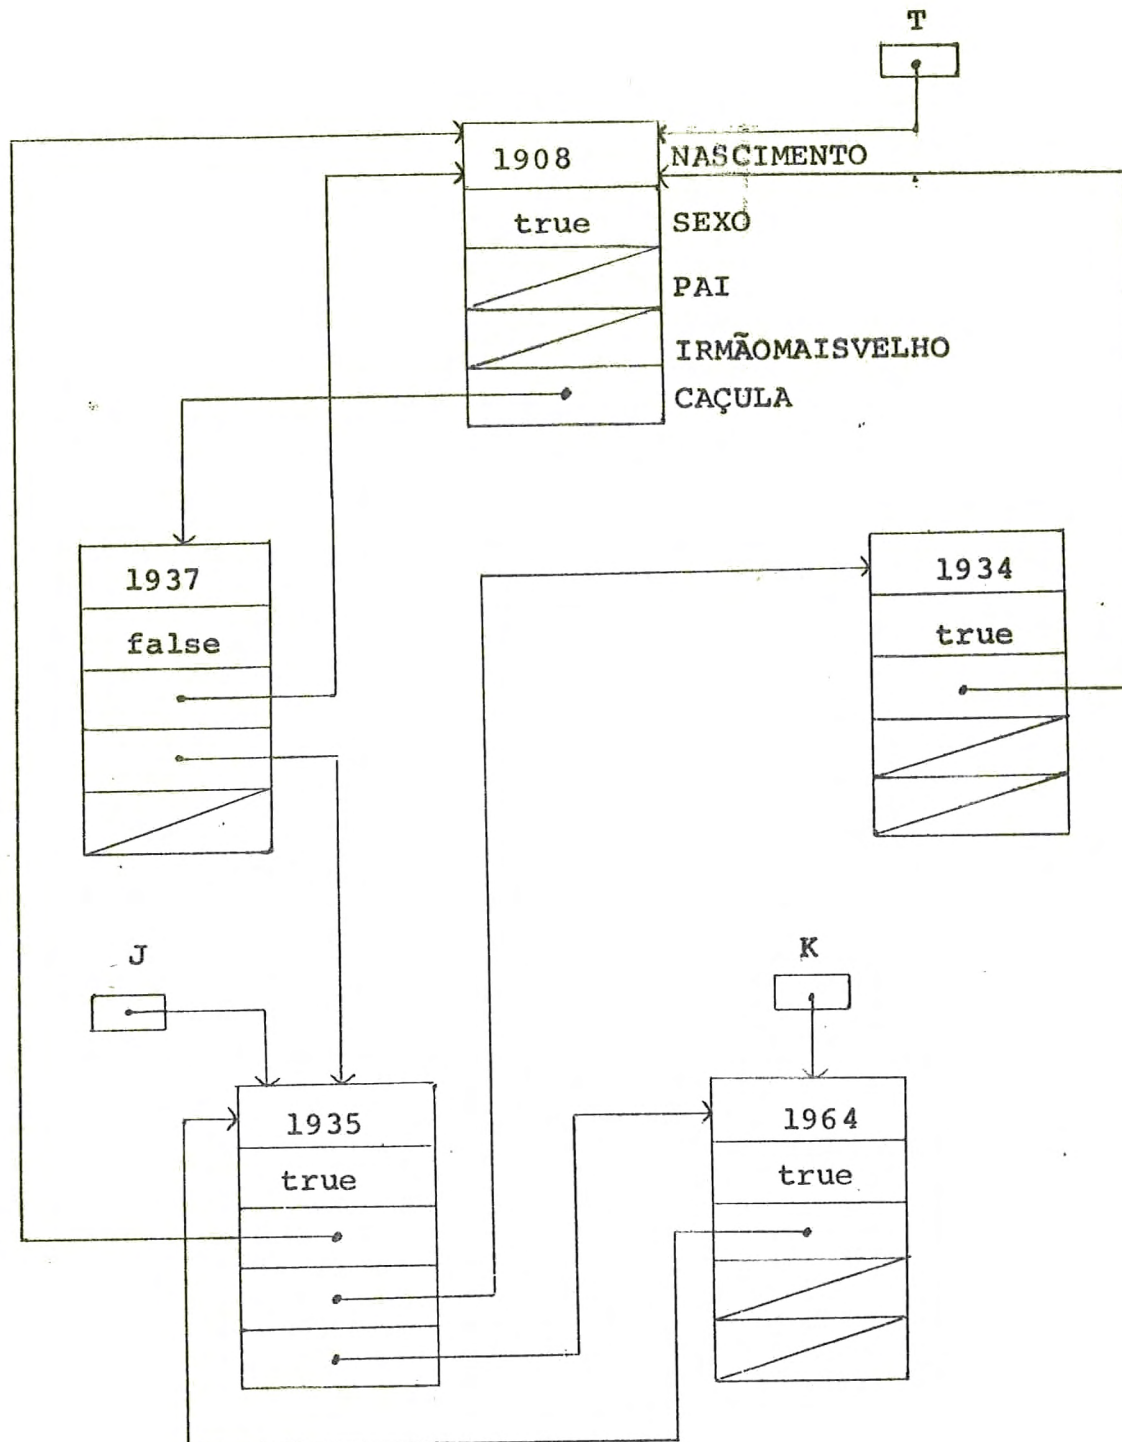 T
1908 NASCIMENTO
true SEXO
PAI
IRMÃOMAISVELHO
CAÇULA
1937
false
1934
true
J
K
1935
true
1964
true